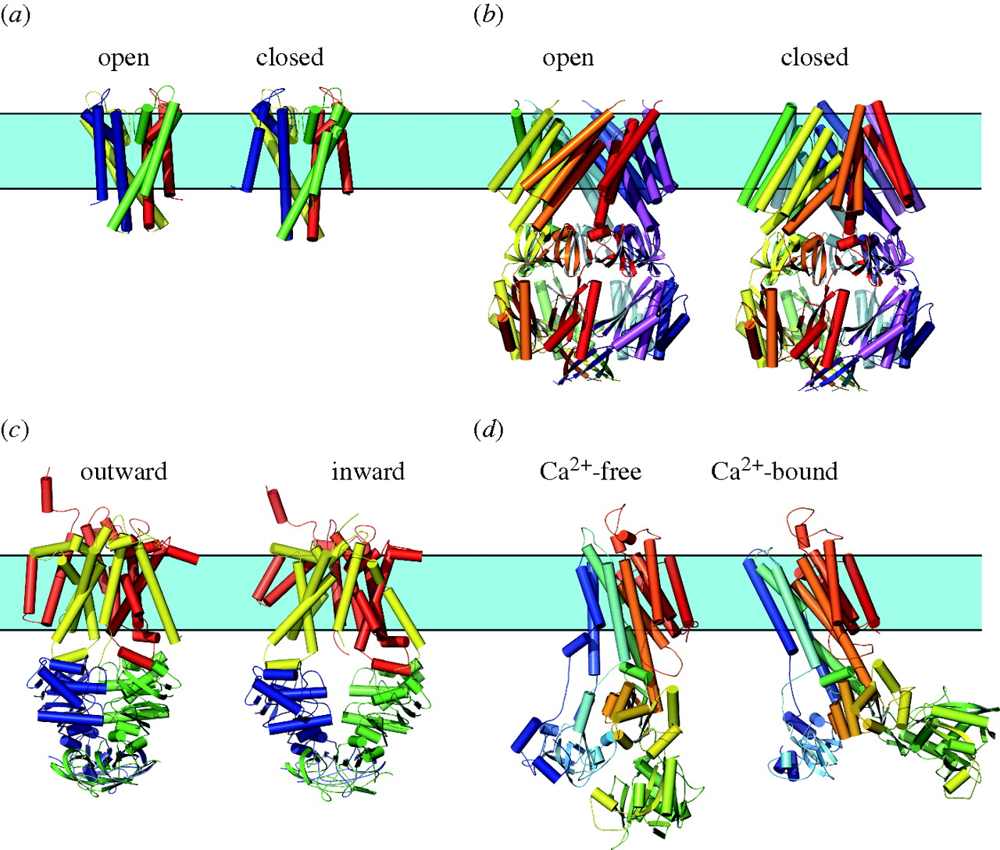 (a)
(b)
open
closed
open
closed
(c)
(d)
outward
inward
Ca2+-free
Ca2+-bound